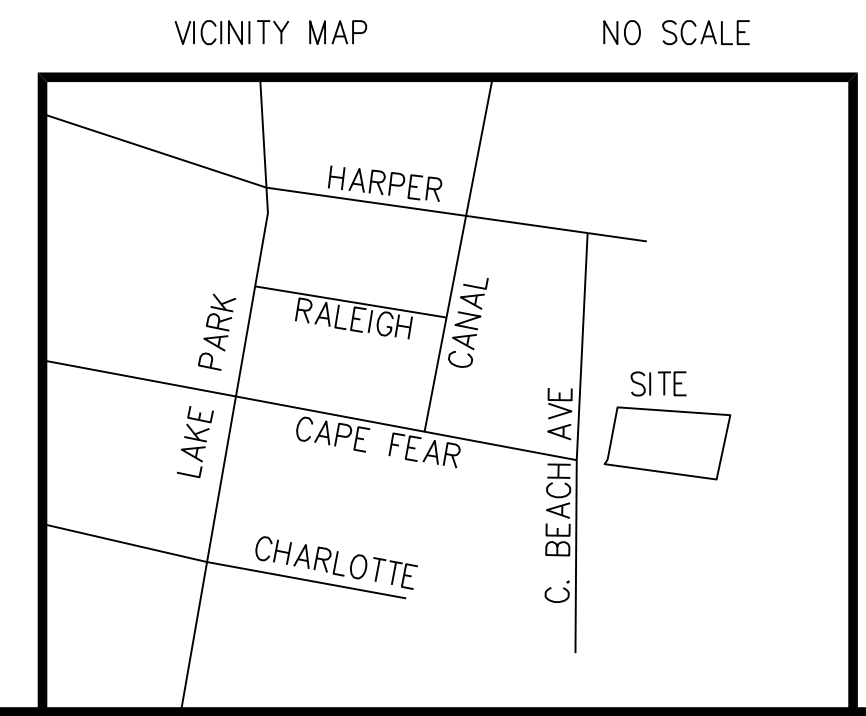 VICINITY MAP
NO SCALE
HARPER
RALEIGH
CANAL
LAKE PARK
SITE
CAPE FEAR
C. BEACH AVE
CHARLOTTE